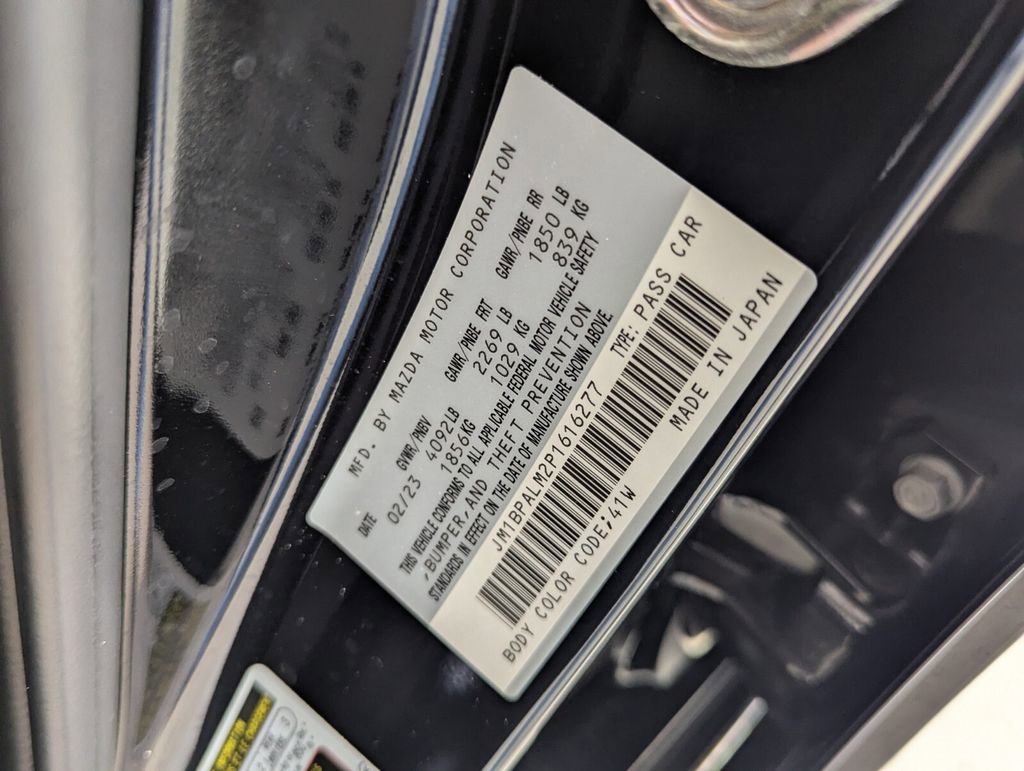 MFD. BY MAZDA MOTOR CORPORATION
DATE GWR/PNBV GAWR/PNBE FRT GAWR/PNBE RR
02/23 4092LB 2269 LB 1850 LB
1856KG 1029 KG 839 KG
THIS VEHICLE CONFORMS TO ALL APPLICABLE FEDERAL MOTOR VEHICLE SAFETY
,BUMPER,AND THEFT PREVENTION
STANDARDS IN EFFECT ON THE DATE OF MANUFACTURE SHOWN ABOVE.
JM1BPALM2P1616277 TYPE: PASS CAR
BODY COLOR CODE;41W MADE IN JAPAN